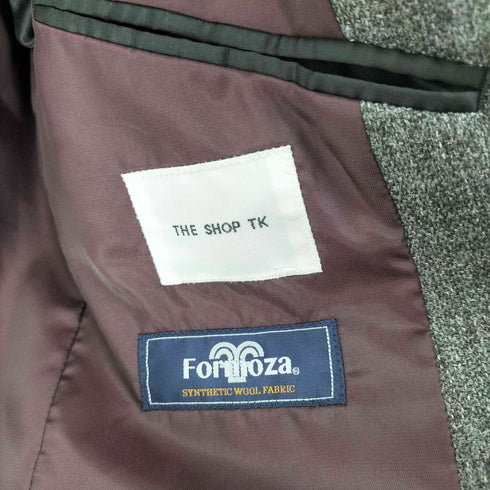 THE SHOP TK
Formoza®
SYNTHETIC WOOL FABRIC